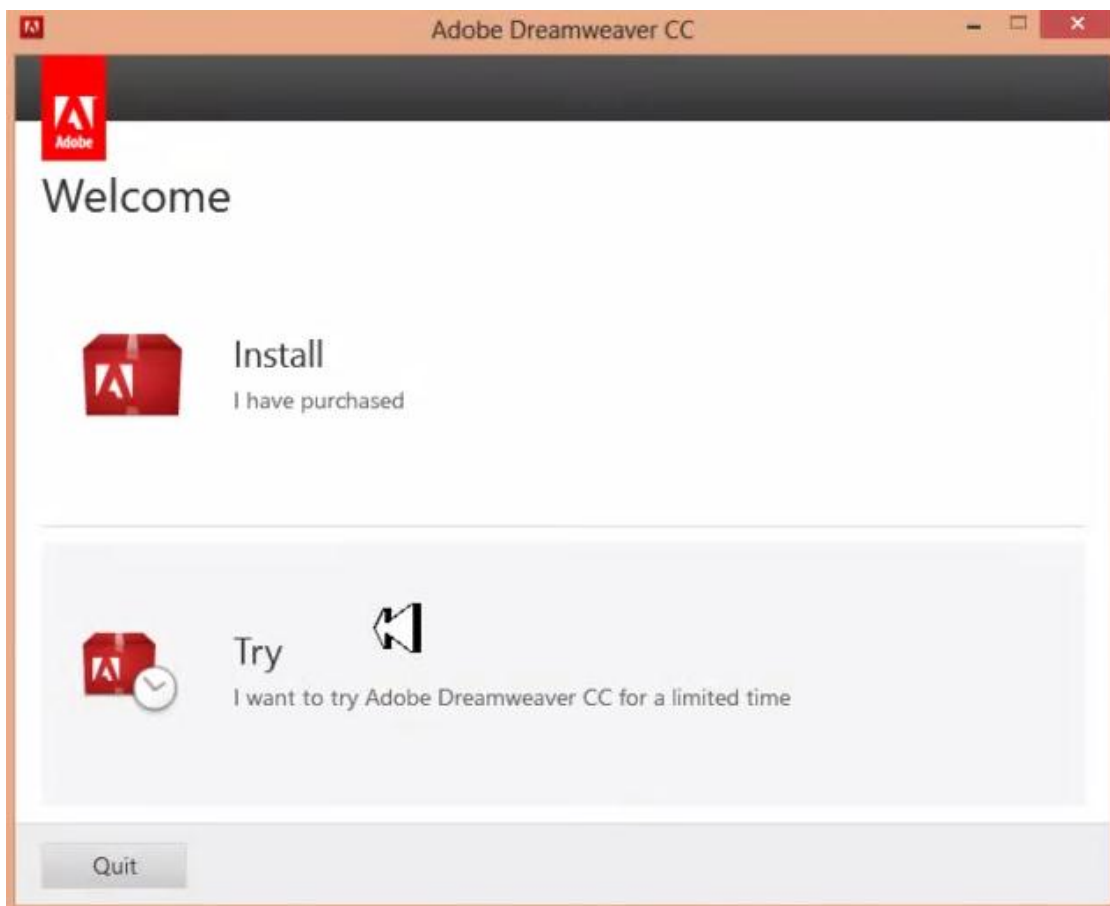 Adobe Dreamweaver CC
Adobe
Welcome
Install
I have purchased
Try
I want to try Adobe Dreamweaver CC for a limited time
Quit